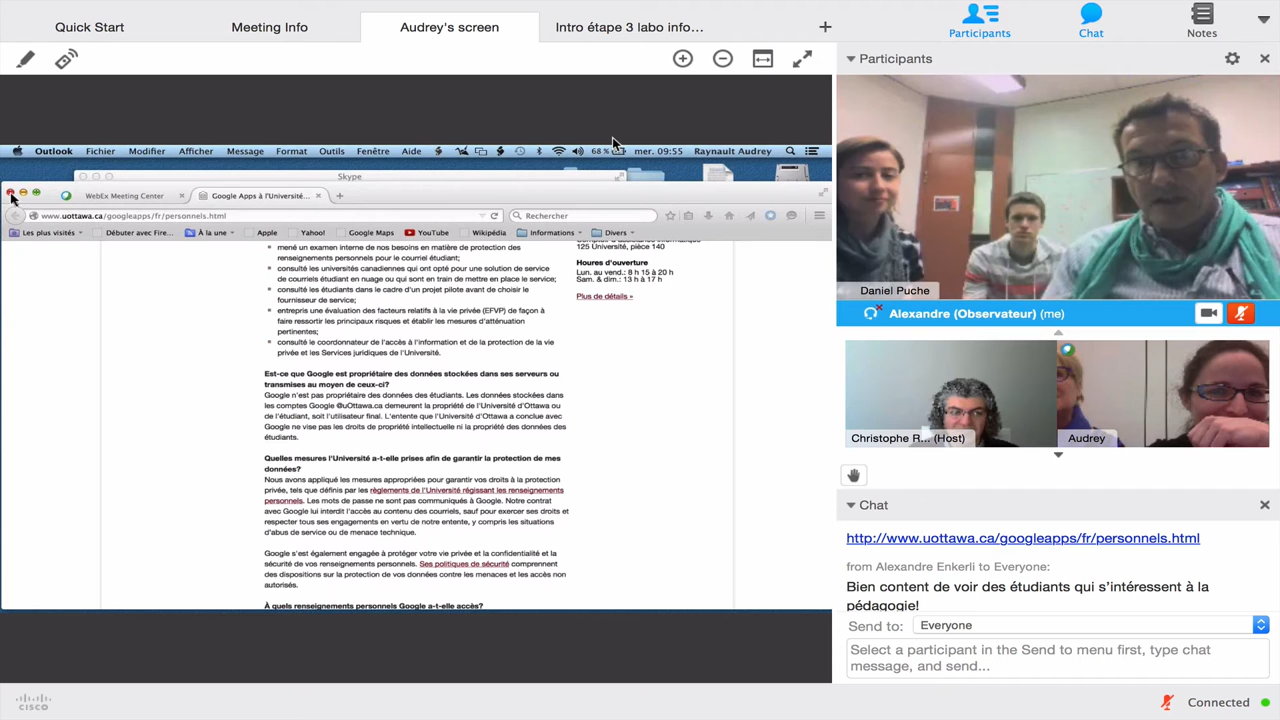 Quick Start
Meeting Info
Audrey's screen
Intro étape 3 labo info...
Participants
Chat
Notes
Participants
Outlook Fichier Modifier Afficher Message Format Outils Fenêtre Aide 68 % mer. 09:55 Raynault Audrey
Skype
WebEx Meeting Center
Google Apps à l'Université...
www.uottawa.ca/googleapps/fr/personnels.html
Rechercher
Les plus visités Débuter avec Fire... À la une Apple Yahoo! Google Maps YouTube Wikipédia Informations Divers
mené un examen interne de nos besoins en matière de protection des
renseignements personnels pour le courriel étudiant;
consulté les universités canadiennes qui ont opté pour une solution de service
de courriels étudiant en nuage ou qui sont en train de mettre en place le service;
consulté les étudiants dans le cadre d'un projet pilote avant de choisir le
fournisseur de service;
entrepris une évaluation des facteurs relatifs à la vie privée (EFVP) de façon à
faire ressortir les principaux risques et établir les mesures d'atténuation
pertinentes;
consulté le coordonnateur de l'accès à l'information et de la protection de la vie
privée et les Services juridiques de l'Université.
Est-ce que Google est propriétaire des données stockées dans ses serveurs ou
transmises au moyen de ceux-ci?
Google n'est pas propriétaire des données des étudiants. Les données stockées
dans les comptes Google @uOttawa.ca demeurent la propriété de l'Université d'Ottawa ou
de l'étudiant, soit l'utilisateur final. L'entente que l'Université d'Ottawa a conclue avec
Google ne vise pas les droits de propriété intellectuelle ni la propriété des données des
étudiants.
Quelles mesures l'Université a-t-elle prises afin de garantir la protection de mes
données?
Nous avons appliqué les mesures appropriées pour garantir vos droits à la protection
privée, tels que définis par les règlements de l'Université régissant les renseignements
personnels. Les mots de passe ne sont pas communiqués à Google. Notre contrat
avec Google lui interdit l'accès au contenu des courriels, sauf pour exercer ses droits et
respecter tous ses engagements en vertu de notre entente, y compris les situations
d'abus de service ou de menace technique.
Google s'est également engagée à protéger votre vie privée et la confidentialité et la
sécurité de vos renseignements personnels. Ses politiques de sécurité comprennent
des dispositions sur la protection de vos données contre les menaces et les accès non
autorisés.
À quels renseignements personnels Google a-t-elle accès?
125 Université, pièce 140
Houres d'ouverture
Lun. au vend.: 8 h 15 à 20 h
Sam. & dim.: 13 h à 17 h
Plus de détails »
Daniel Puche
Alexandre (Observateur) (me)
Christophe R... (Host)
Audrey
Chat
http://www.uottawa.ca/googleapps/fr/personnels.html
from Alexandre Enkerli to Everyone:
Bien content de voir des étudiants qui s'intéressent à la
pédagogie!
Send to: Everyone
Select a participant in the Send to menu first, type chat
message, and send...
CISCO
Connected